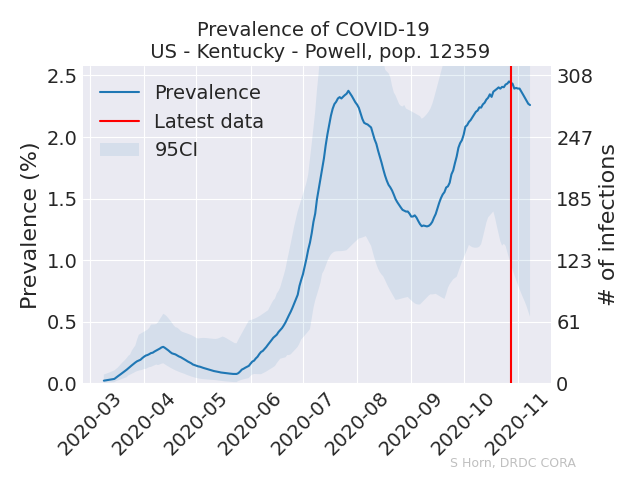 Prevalence of COVID-19
US - Kentucky - Powell, pop. 12359
Prevalence (%)
2.5
2.0
1.5
1.0
0.5
0.0
Prevalence
Latest data
95CI
308
247
185
123
61
0
# of infections
2020-03
2020-04
2020-05
2020-06
2020-07
2020-08
2020-09
2020-10
2020-11
S Horn, DRDC CORA